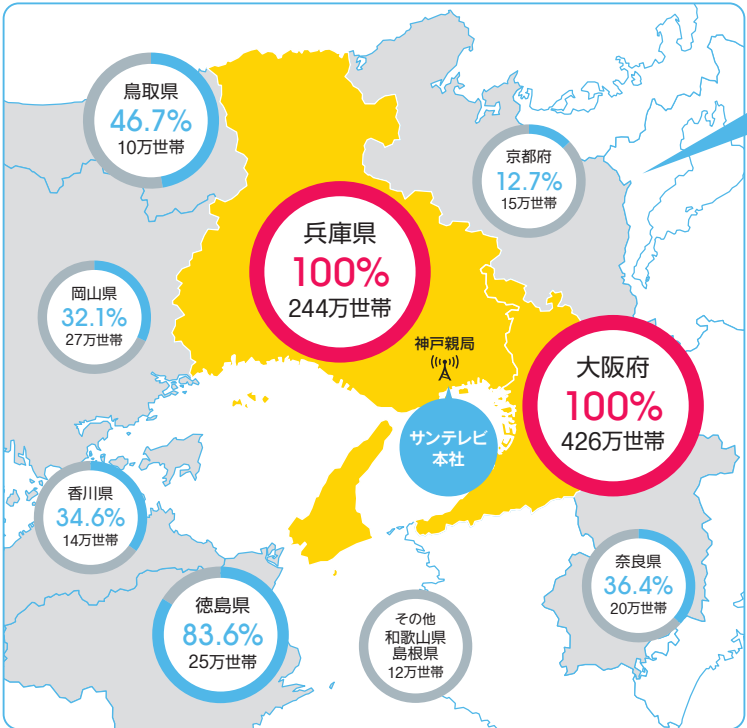 鳥取県
46.7%
10万世帯
京都府
12.7%
15万世帯
兵庫県
100%
244万世帯
岡山県
32.1%
27万世帯
神戸親局
大阪府
100%
426万世帯
サンテレビ
本社
香川県
34.6%
14万世帯
奈良県
36.4%
20万世帯
徳島県
83.6%
25万世帯
その他
和歌山県
島根県
12万世帯